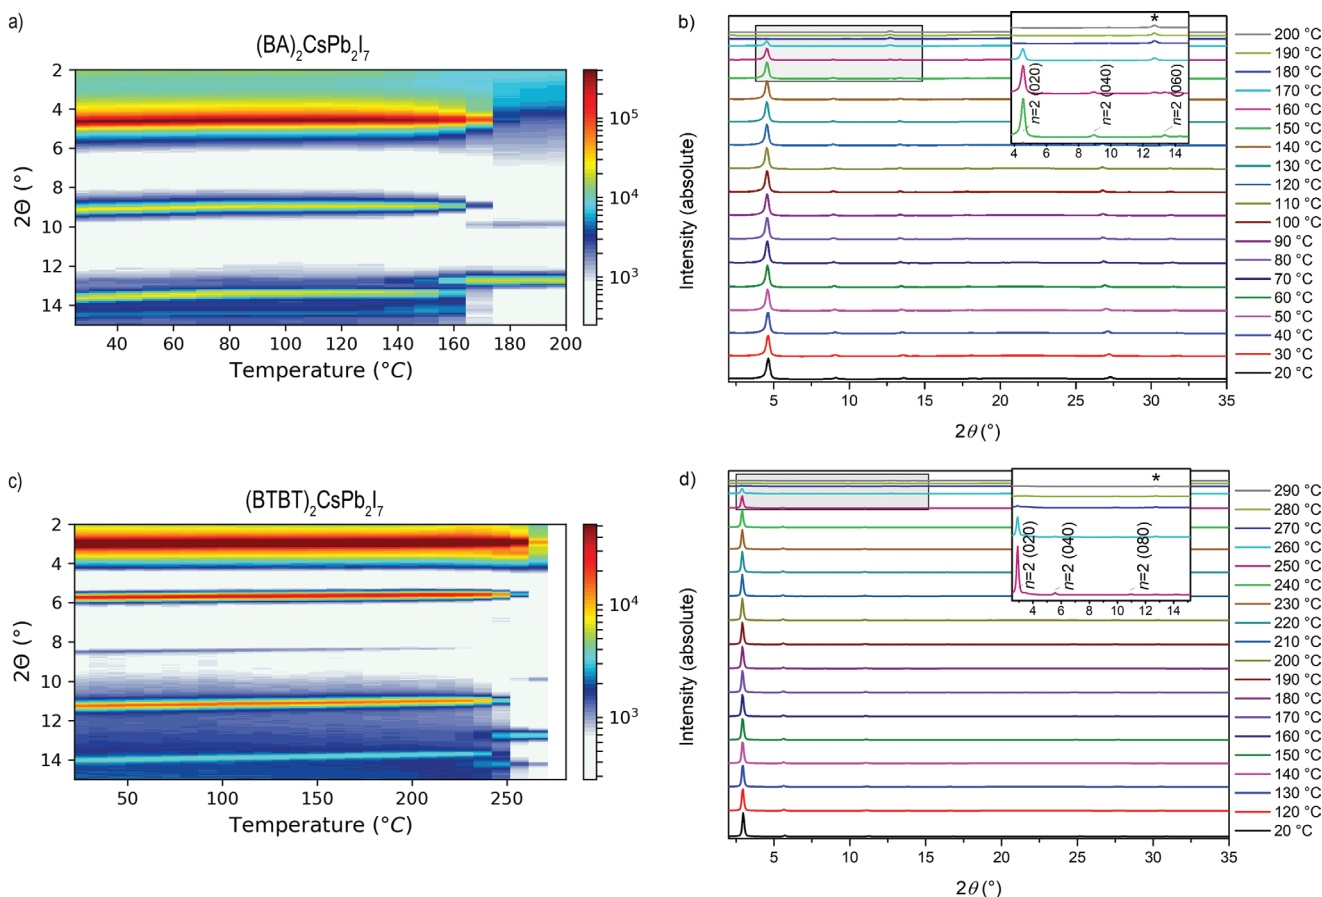 a)
(BA)2CsPb2I7
2
4
6
8
10
12
14
2Θ (°)
40 60 80 100 120 140 160 180 200
Temperature (°C)
10^5
10^4
10^3
b)
Intensity (absolute)
5 10 15 20 25 30 35
2θ (°)
*
n=2 (020)
n=2 (040)
n=2 (060)
4 6 8 10 12 14
200 °C
190 °C
180 °C
170 °C
160 °C
150 °C
140 °C
130 °C
120 °C
110 °C
100 °C
90 °C
80 °C
70 °C
60 °C
50 °C
40 °C
30 °C
20 °C
c)
(BTBT)2CsPb2I7
2
4
6
8
10
12
14
2Θ (°)
50 100 150 200 250
Temperature (°C)
10^4
10^3
d)
Intensity (absolute)
5 10 15 20 25 30 35
2θ (°)
*
n=2 (020)
n=2 (040)
n=2 (080)
4 6 8 10 12 14
290 °C
280 °C
270 °C
260 °C
250 °C
240 °C
230 °C
220 °C
210 °C
200 °C
190 °C
180 °C
170 °C
160 °C
150 °C
140 °C
130 °C
120 °C
20 °C